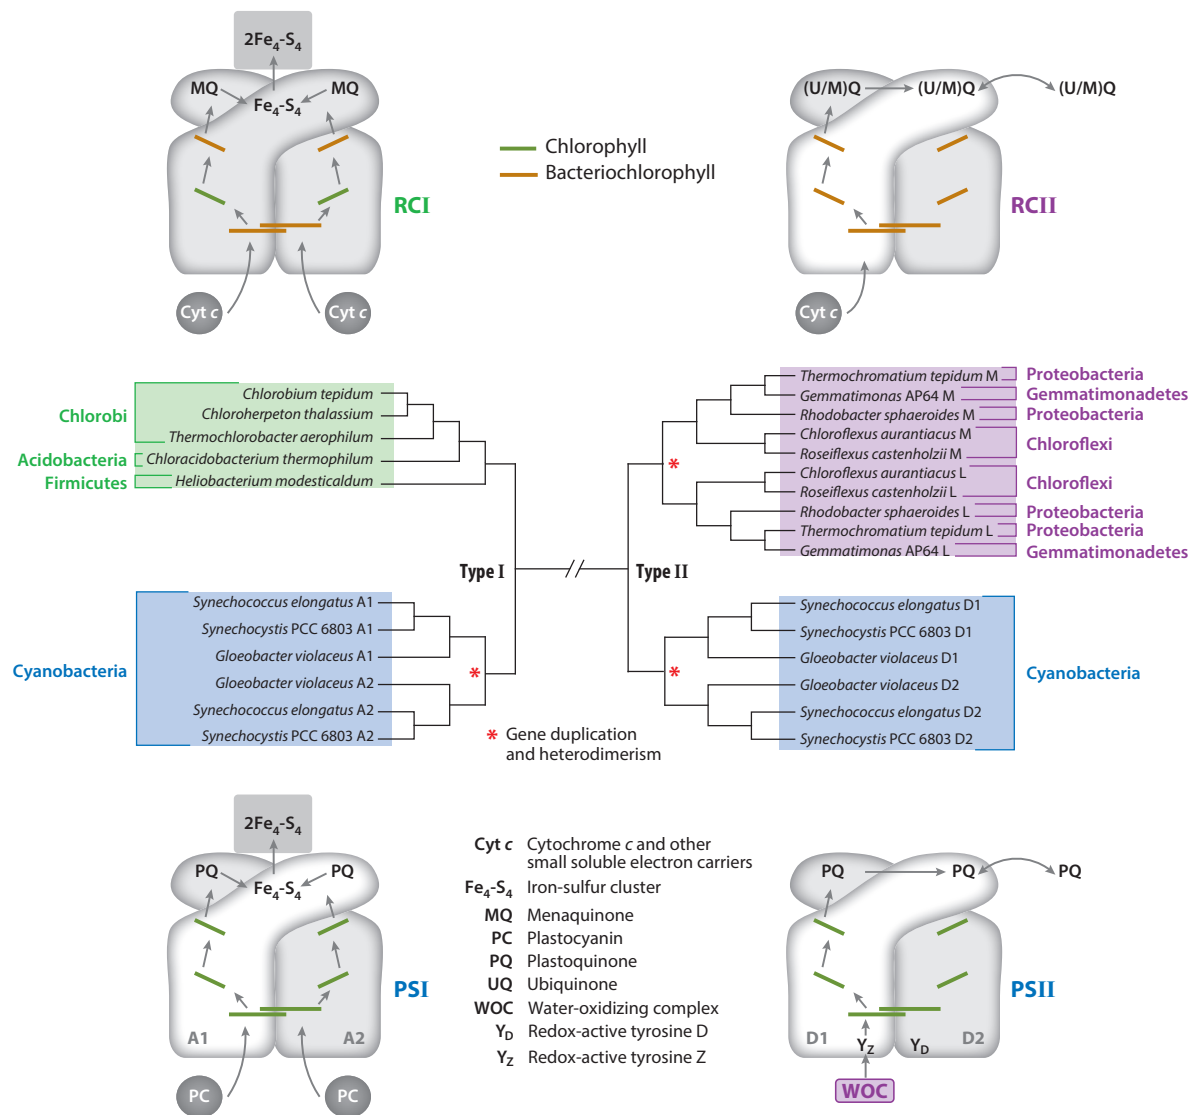 2Fe₄-S₄
MQ
MQ
Fe₄-S₄
RCI
Cyt c
Cyt c
Chlorophyll
Bacteriochlorophyll
(U/M)Q
(U/M)Q
(U/M)Q
RCII
Cyt c
Chlorobi
Acidobacteria
Firmicutes
Chlorobium tepidum
Chloroherpeton thalassium
Thermochlorobacter aerophilum
Chloracidobacterium thermophilum
Heliobacterium modesticaldum
Thermochromatium tepidum M
Gemmatimonas AP64 M
Rhodobacter sphaeroides M
Chloroflexus aurantiacus M
Roseiflexus castenholzii M
Chloroflexus aurantiacus L
Roseiflexus castenholzii L
Rhodobacter sphaeroides L
Thermochromatium tepidum L
Gemmatimonas AP64 L
Proteobacteria
Gemmatimonadetes
Proteobacteria
Chloroflexi
Chloroflexi
Proteobacteria
Proteobacteria
Gemmatimonadetes
*
Type I
Type II
Cyanobacteria
Synechococcus elongatus A1
Synechocystis PCC 6803 A1
Gloeobacter violaceus A1
Gloeobacter violaceus A2
Synechococcus elongatus A2
Synechocystis PCC 6803 A2
*
*
Synechococcus elongatus D1
Synechocystis PCC 6803 D1
Gloeobacter violaceus D1
Gloeobacter violaceus D2
Synechococcus elongatus D2
Synechocystis PCC 6803 D2
Cyanobacteria
* Gene duplication
and heterodimerism
2Fe₄-S₄
PQ
PQ
Fe₄-S₄
PSI
A1
A2
PC
PC
Cyt c Cytochrome c and other
small soluble electron carriers
Fe₄-S₄ Iron-sulfur cluster
MQ Menaquinone
PC Plastocyanin
PQ Plastoquinone
UQ Ubiquinone
WOC Water-oxidizing complex
Y_D Redox-active tyrosine D
Y_Z Redox-active tyrosine Z
PQ
PQ
PQ
PSII
D1
Y_Z
Y_D
D2
WOC